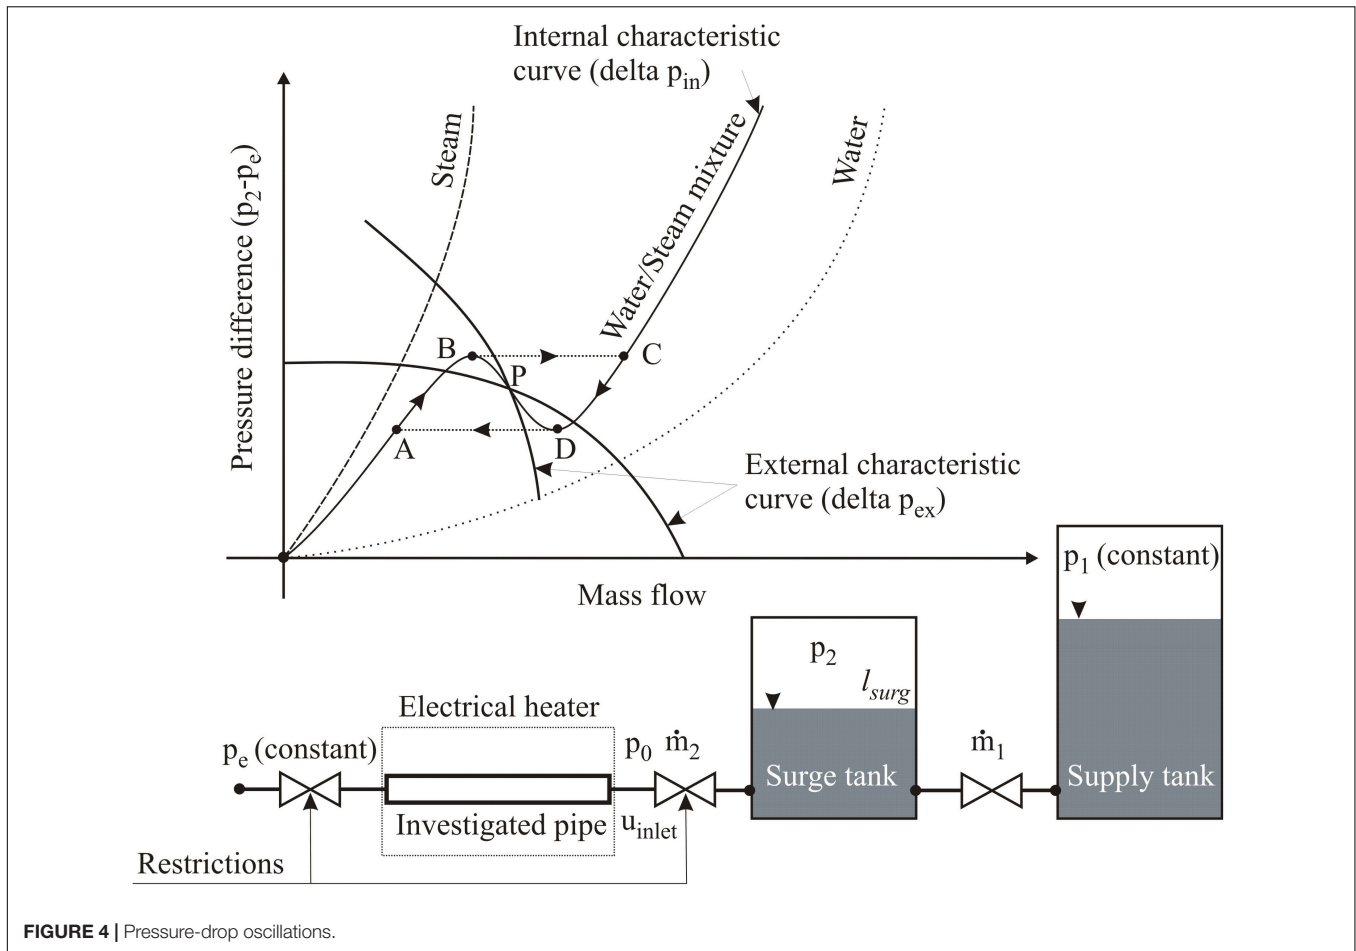 Internal characteristic
curve (delta p_in)
Pressure difference (p_2-p_e)
Steam
Water/Steam mixture
Water
B
C
P
A
D
External characteristic
curve (delta p_ex)
Mass flow
p_1 (constant)
p_2
l_surg
Electrical heater
p_e (constant)
p_0 ṁ_2
ṁ_1
Surge tank
Supply tank
Investigated pipe
u_inlet
Restrictions
FIGURE 4 | Pressure-drop oscillations.